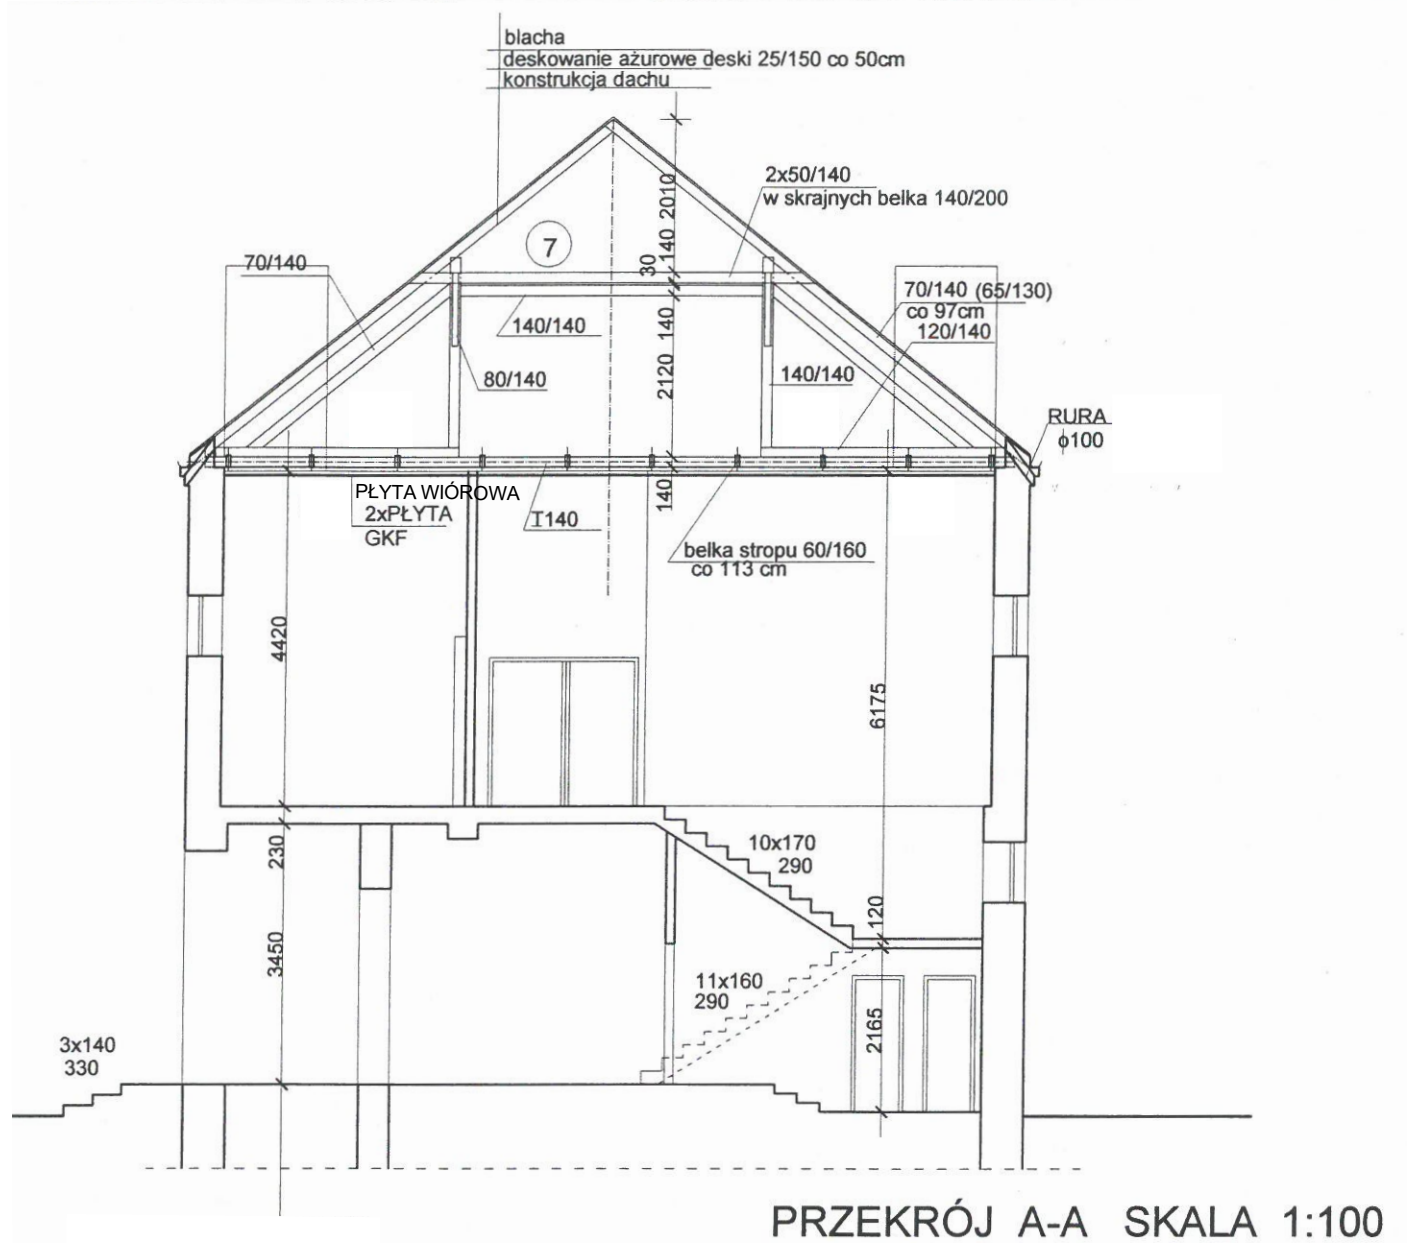 blacha
deskowanie ażurowe deski 25/150 co 50cm
konstrukcja dachu
2x50/140
w skrajnych belka 140/200
2010
140
30
140
2120
140
7
70/140
70/140 (65/130)
co 97cm
120/140
140/140
80/140
140/140
RURA
ϕ100
PŁYTA WIÓROWA
2xPŁYTA
GKF
I140
belka stropu 60/160
co 113 cm
4420
6175
230
10x170
290
120
3450
11x160
290
2165
3x140
330
PRZEKRÓJ A-A SKALA 1:100